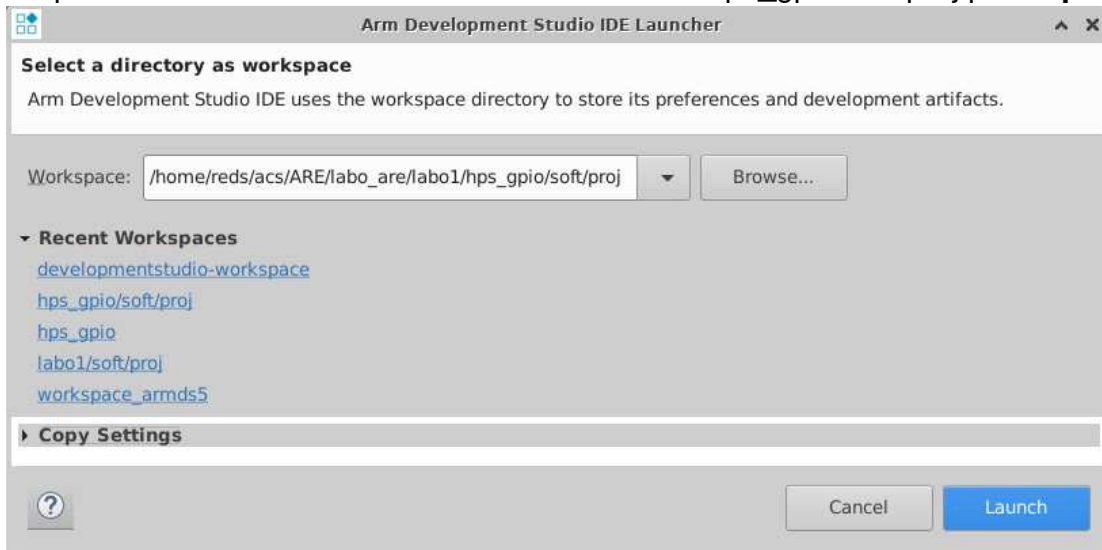 Arm Development Studio IDE Launcher
Select a directory as workspace
Arm Development Studio IDE uses the workspace directory to store its preferences and development artifacts.
Workspace: /home/reds/acs/ARE/labo_are/labo1/hps_gpio/soft/proj Browse...
Recent Workspaces
developmentstudio-workspace
hps_gpio/soft/proj
hps_gpio
labo1/soft/proj
workspace_armds5
Copy Settings
? Cancel Launch